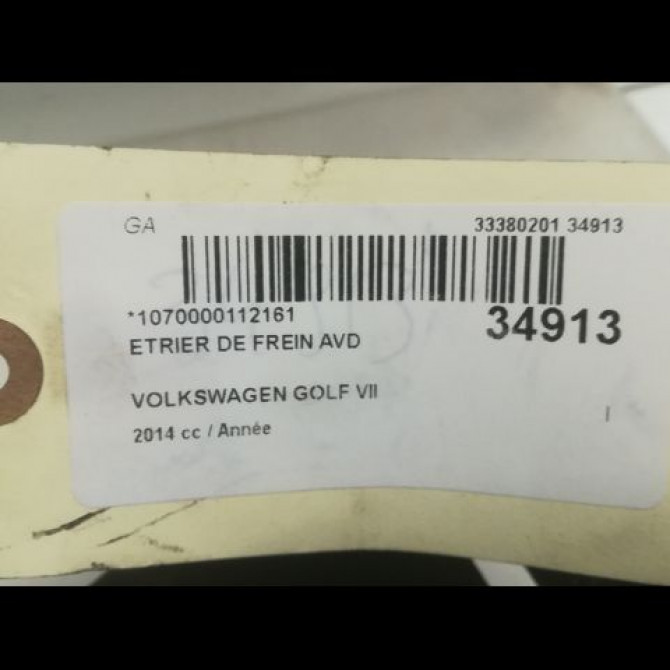 GA 33380201 34913
*1070000112161 34913
ETRIER DE FREIN AVD
VOLKSWAGEN GOLF VII
2014 cc / Année